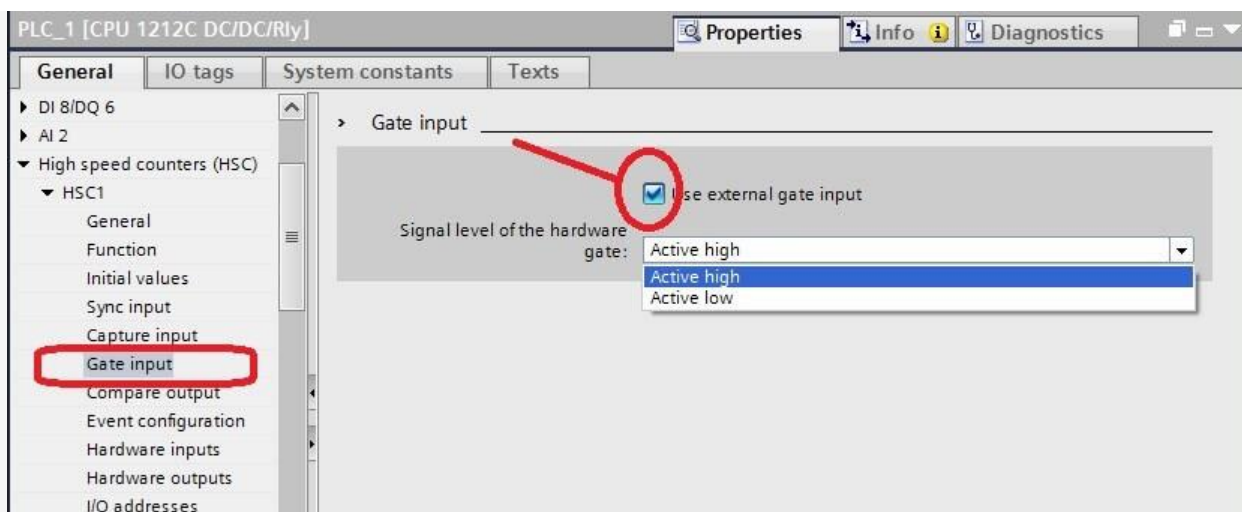 PLC_1 [CPU 1212C DC/DC/Rly]
Properties
Info
Diagnostics
General
IO tags
System constants
Texts
DI 8/DQ 6
AI 2
High speed counters (HSC)
HSC1
General
Function
Initial values
Sync input
Capture input
Gate input
Compare output
Event configuration
Hardware inputs
Hardware outputs
I/O addresses
Gate input
Use external gate input
Signal level of the hardware
gate:
Active high
Active high
Active low